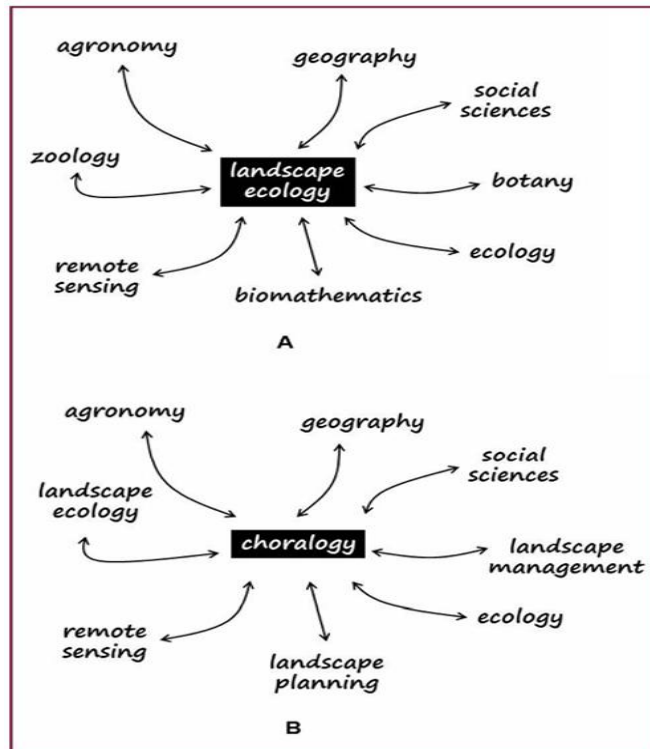 agronomy
geography
social
sciences
zoology
landscape
ecology
botany
ecology
remote
sensing
biomathematics
A
agronomy
geography
social
sciences
landscape
ecology
choralogy
landscape
management
ecology
remote
sensing
landscape
planning
B